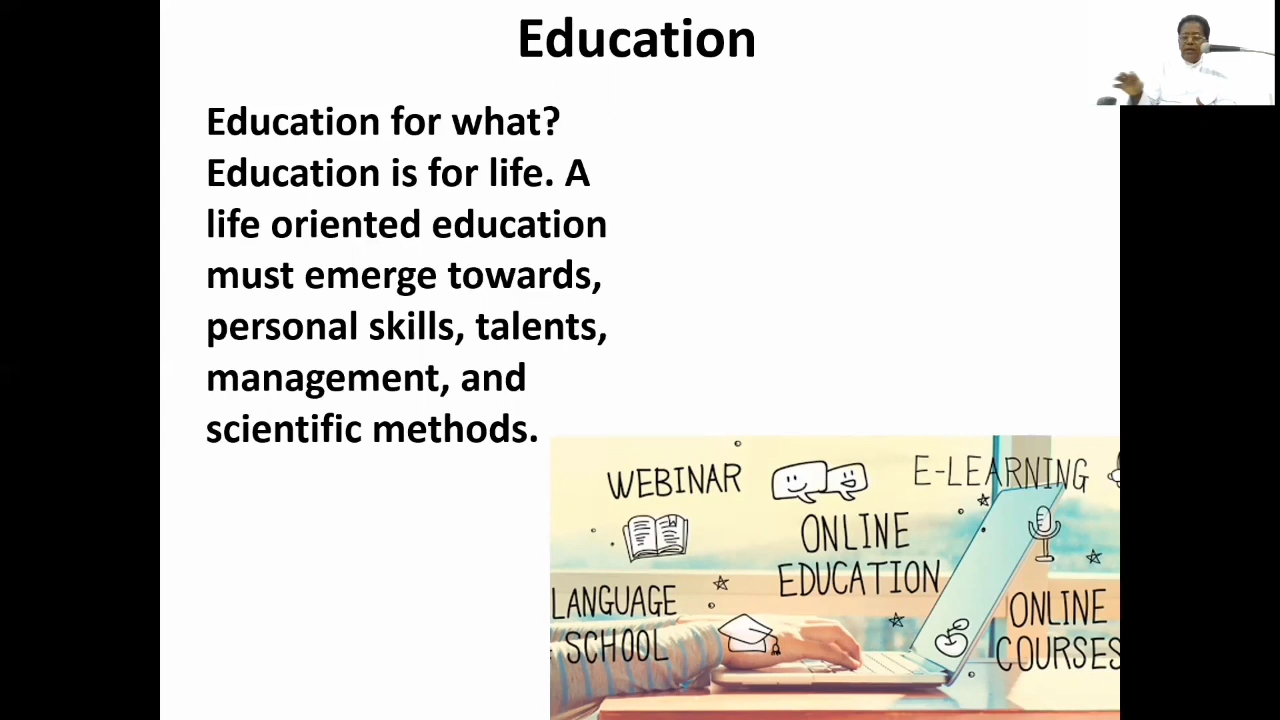 Education
Education for what?
Education is for life. A
life oriented education
must emerge towards,
personal skills, talents,
management, and
scientific methods.
WEBINAR
E-LEARNING
ONLINE
EDUCATION
LANGUAGE
SCHOOL
ONLINE
COURSES